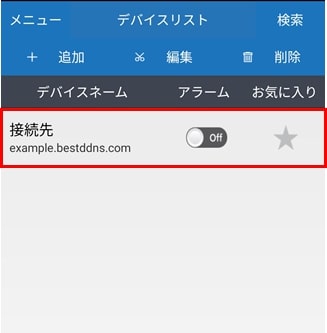 メニュー デバイスリスト 検索
＋ 追加 編集 削除
デバイスネーム アラーム お気に入り
接続先 Off
example.bestddns.com